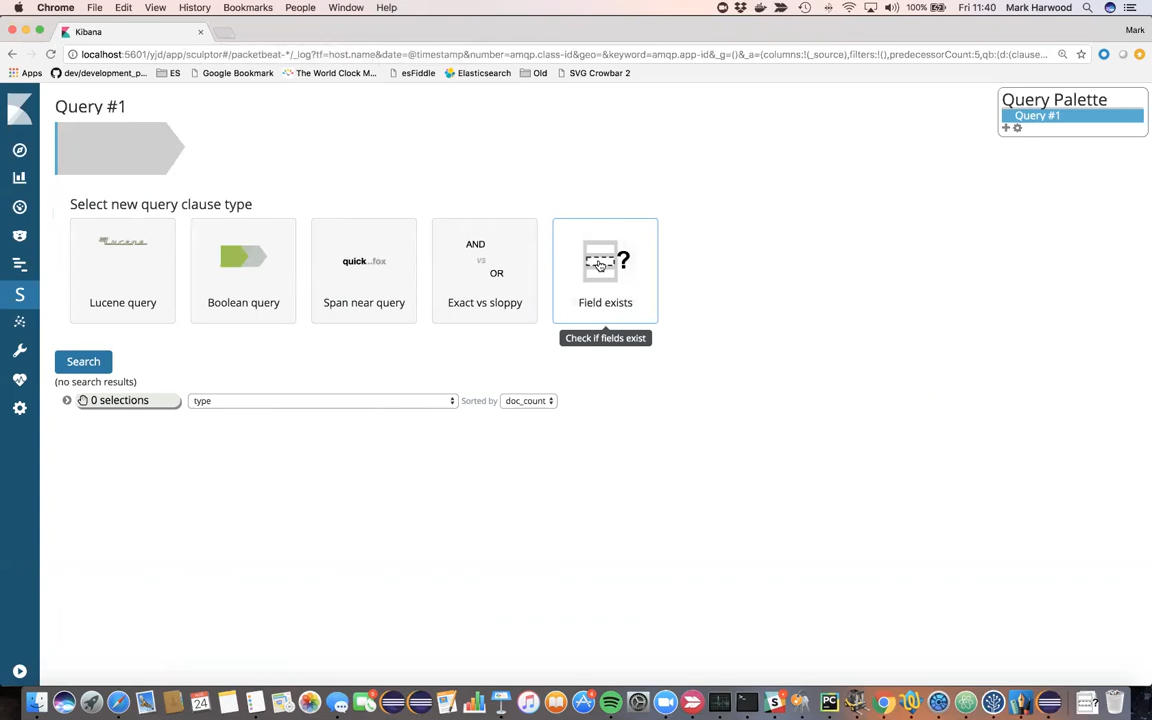 Chrome File Edit View History Bookmarks People Window Help 100% Fri 11:40 Mark Harwood
Kibana Mark
localhost:5601/yjd/app/sculptor#/packetbeat-*/_log?tf=host.name&date=@timestamp&number=amqp.class-id&geo=&keyword=amqp.app-id&_g=()&_a=(columns:!(_source),filters:!(),predecessorCount:5,qb:(d:(clause...
Apps dev/development_p... ES Google Bookmark The World Clock M... esFiddle Elasticsearch Old SVG Crowbar 2
Query #1
Query Palette
Query #1
Select new query clause type
Lucene
Lucene query
Boolean query
quick...fox
Span near query
AND
vs
OR
Exact vs sloppy
?
Field exists
Check if fields exist
Search
(no search results)
0 selections type Sorted by doc_count
S